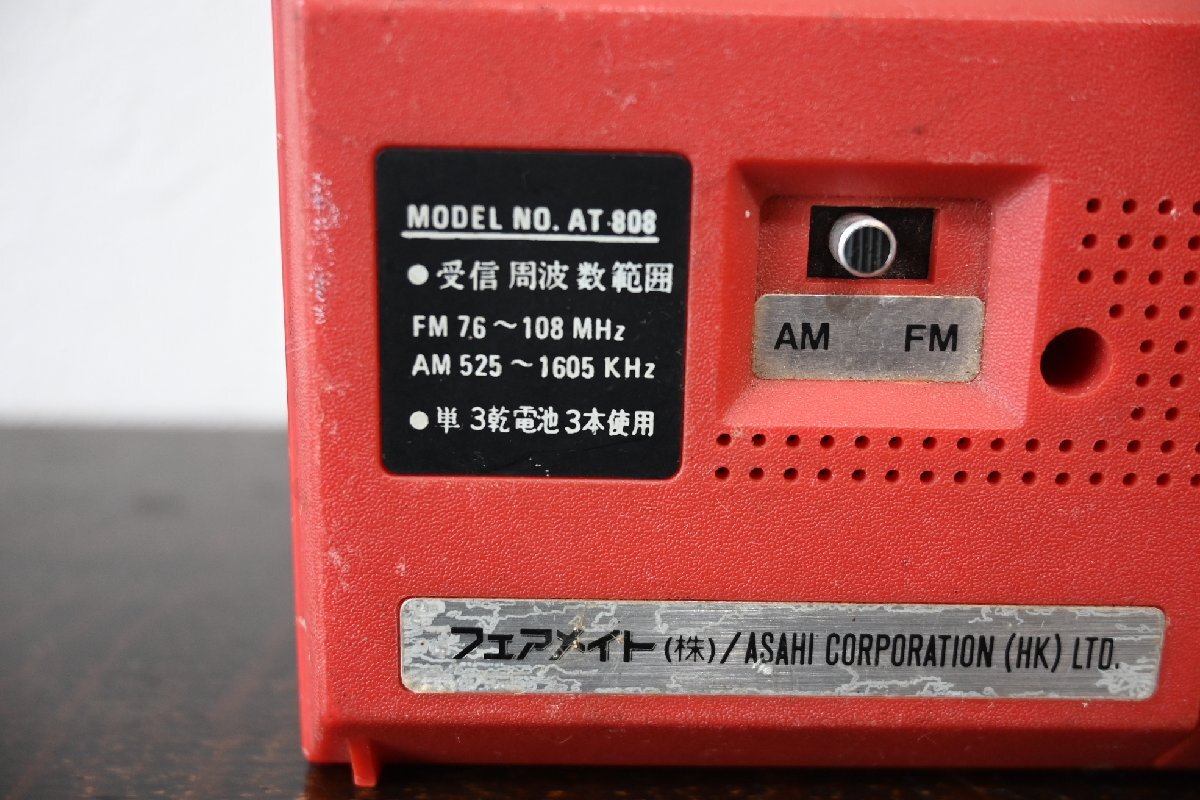 MODEL NO. AT-808
●受信周波数範囲
FM 76～108 MHz
AM 525～1605 KHz
●単3乾電池3本使用
AM FM
フェアメイト(株)/ASAHI CORPORATION (HK) LTD.